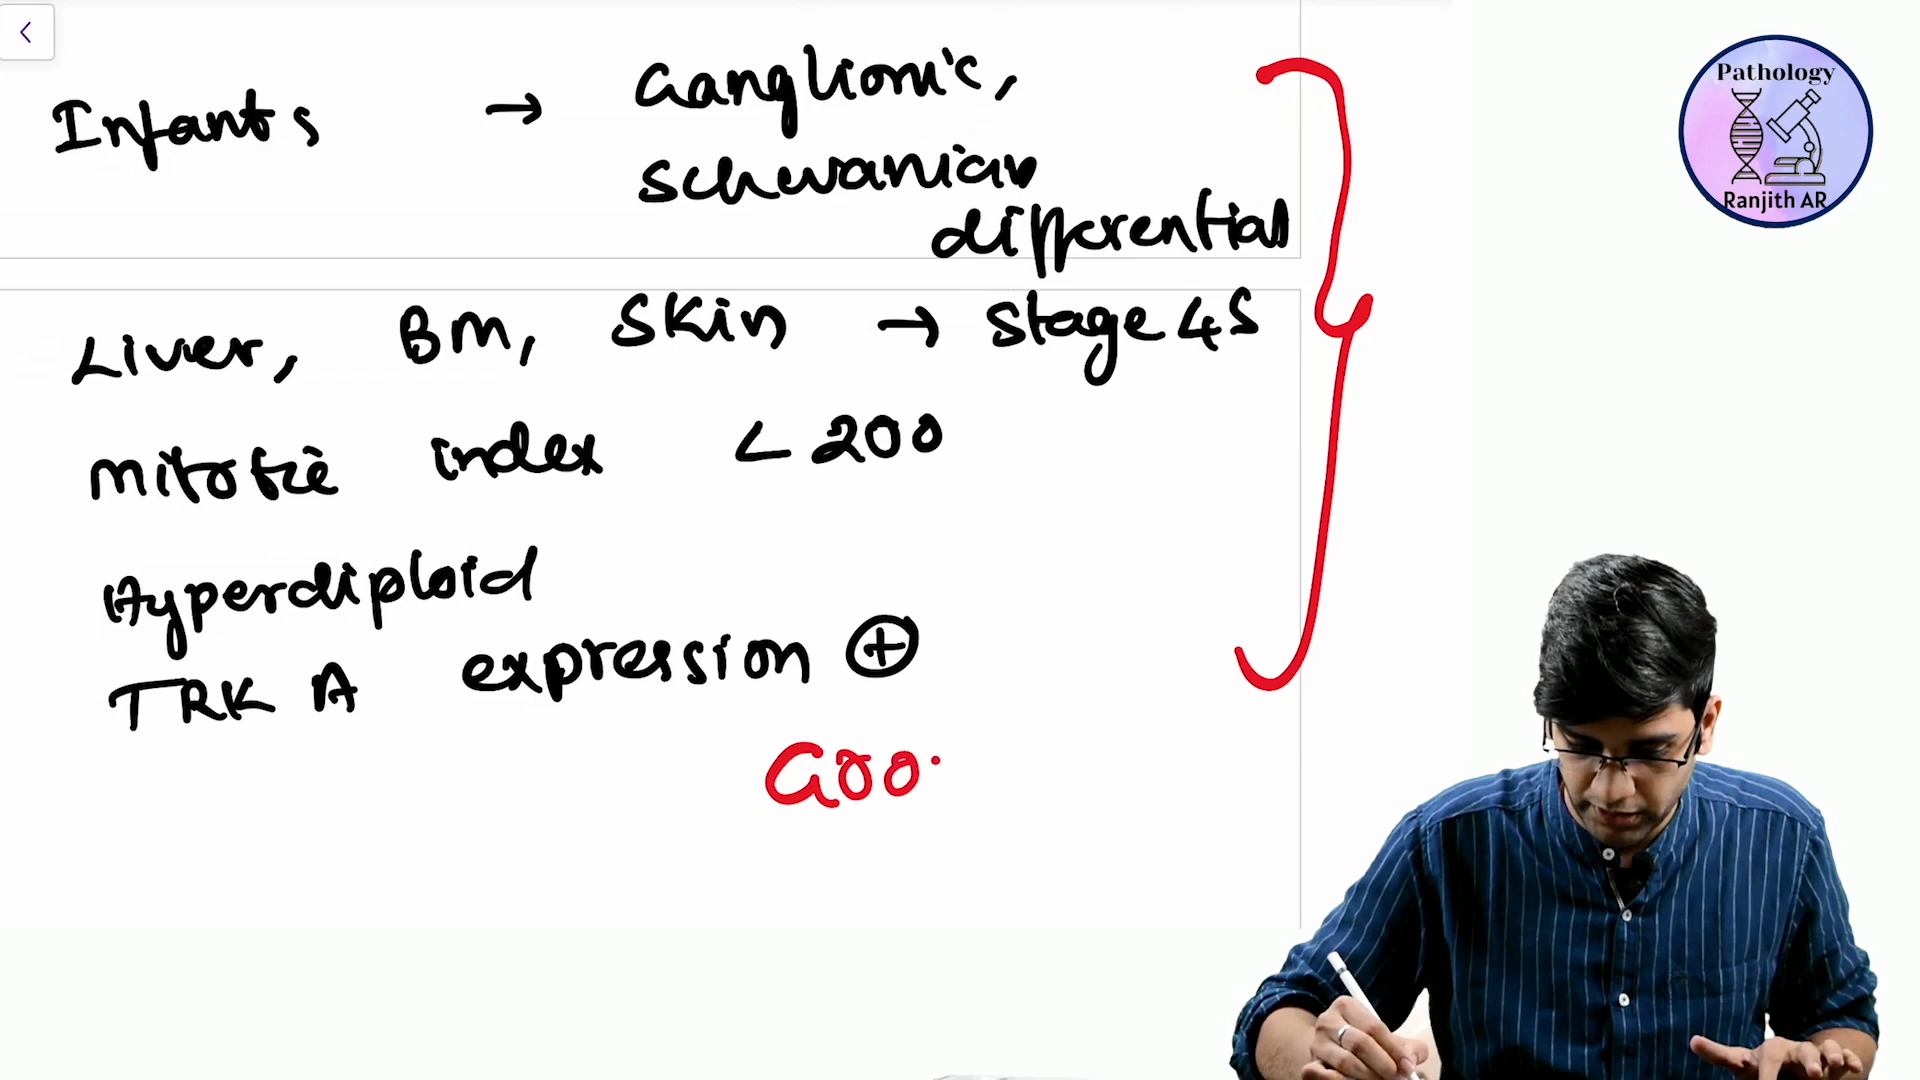 Infants → Ganglionic,
Schwanian
differential
Liver, BM, Skin → Stage 4S
Mitotic index < 200
Hyperdiploid
TRK A expression ⊕
Goo
Pathology
Ranjith AR